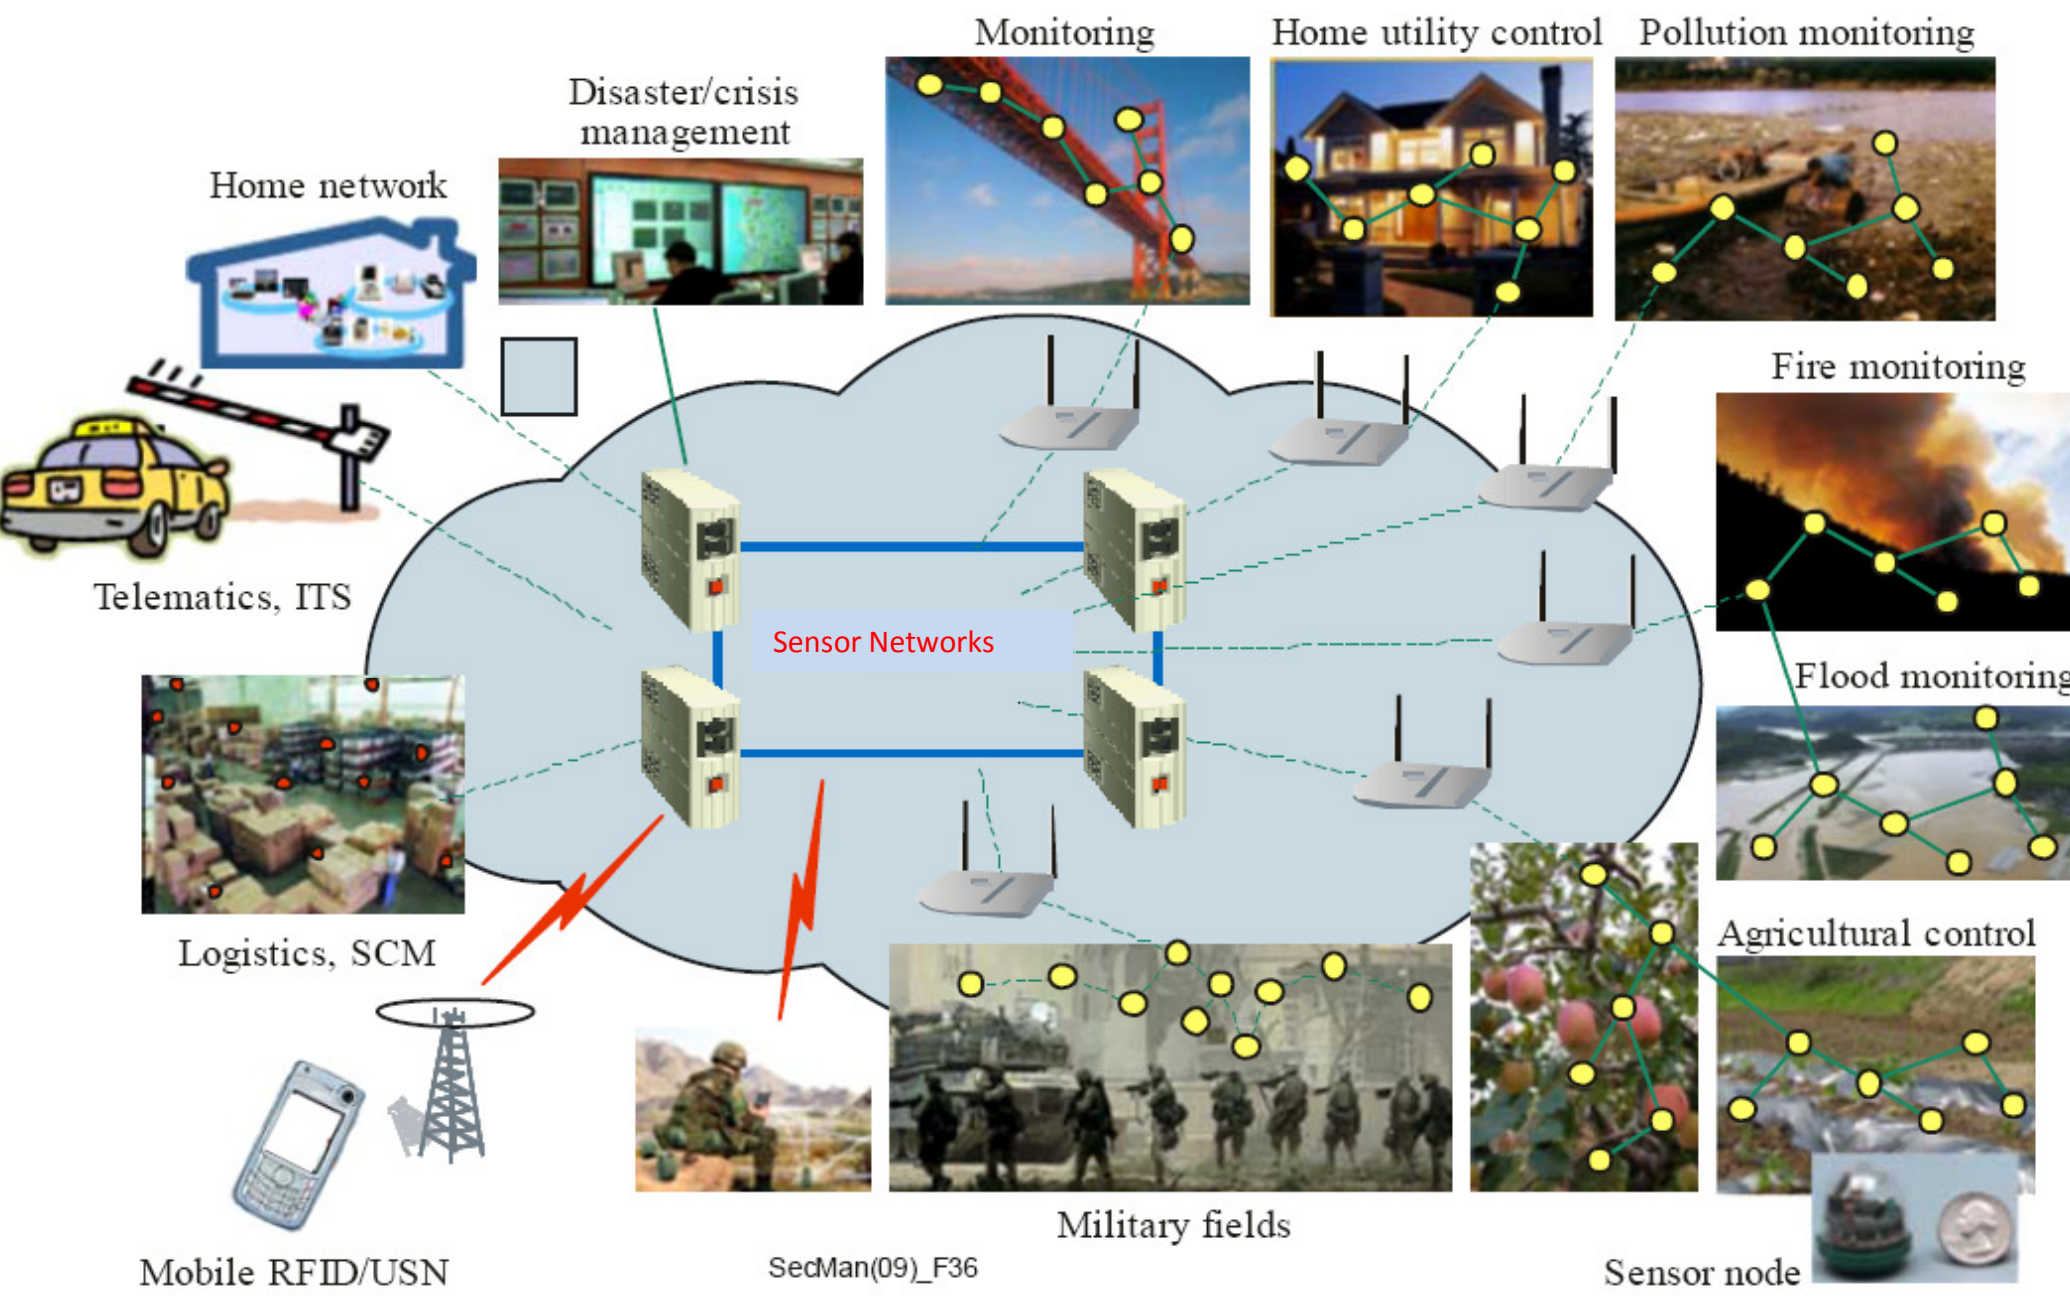 Monitoring
Home utility control
Pollution monitoring
Disaster/crisis
management
Home network
Fire monitoring
Telematics, ITS
Sensor Networks
Flood monitoring
Logistics, SCM
Agricultural control
Military fields
Mobile RFID/USN
SecMan(09)_F36
Sensor node